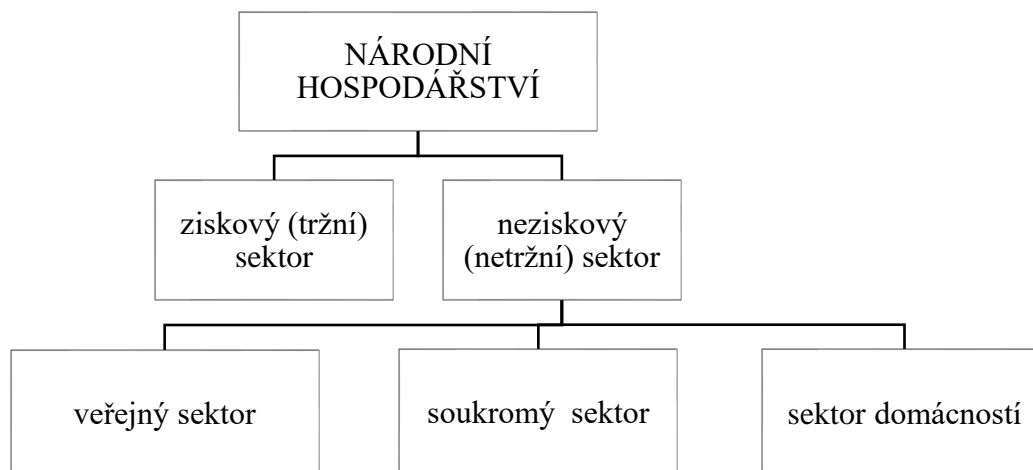 NÁRODNÍ
HOSPODÁŘSTVÍ
ziskový (tržní)
sektor
neziskový
(netržní) sektor
veřejný sektor
soukromý  sektor
sektor domácností